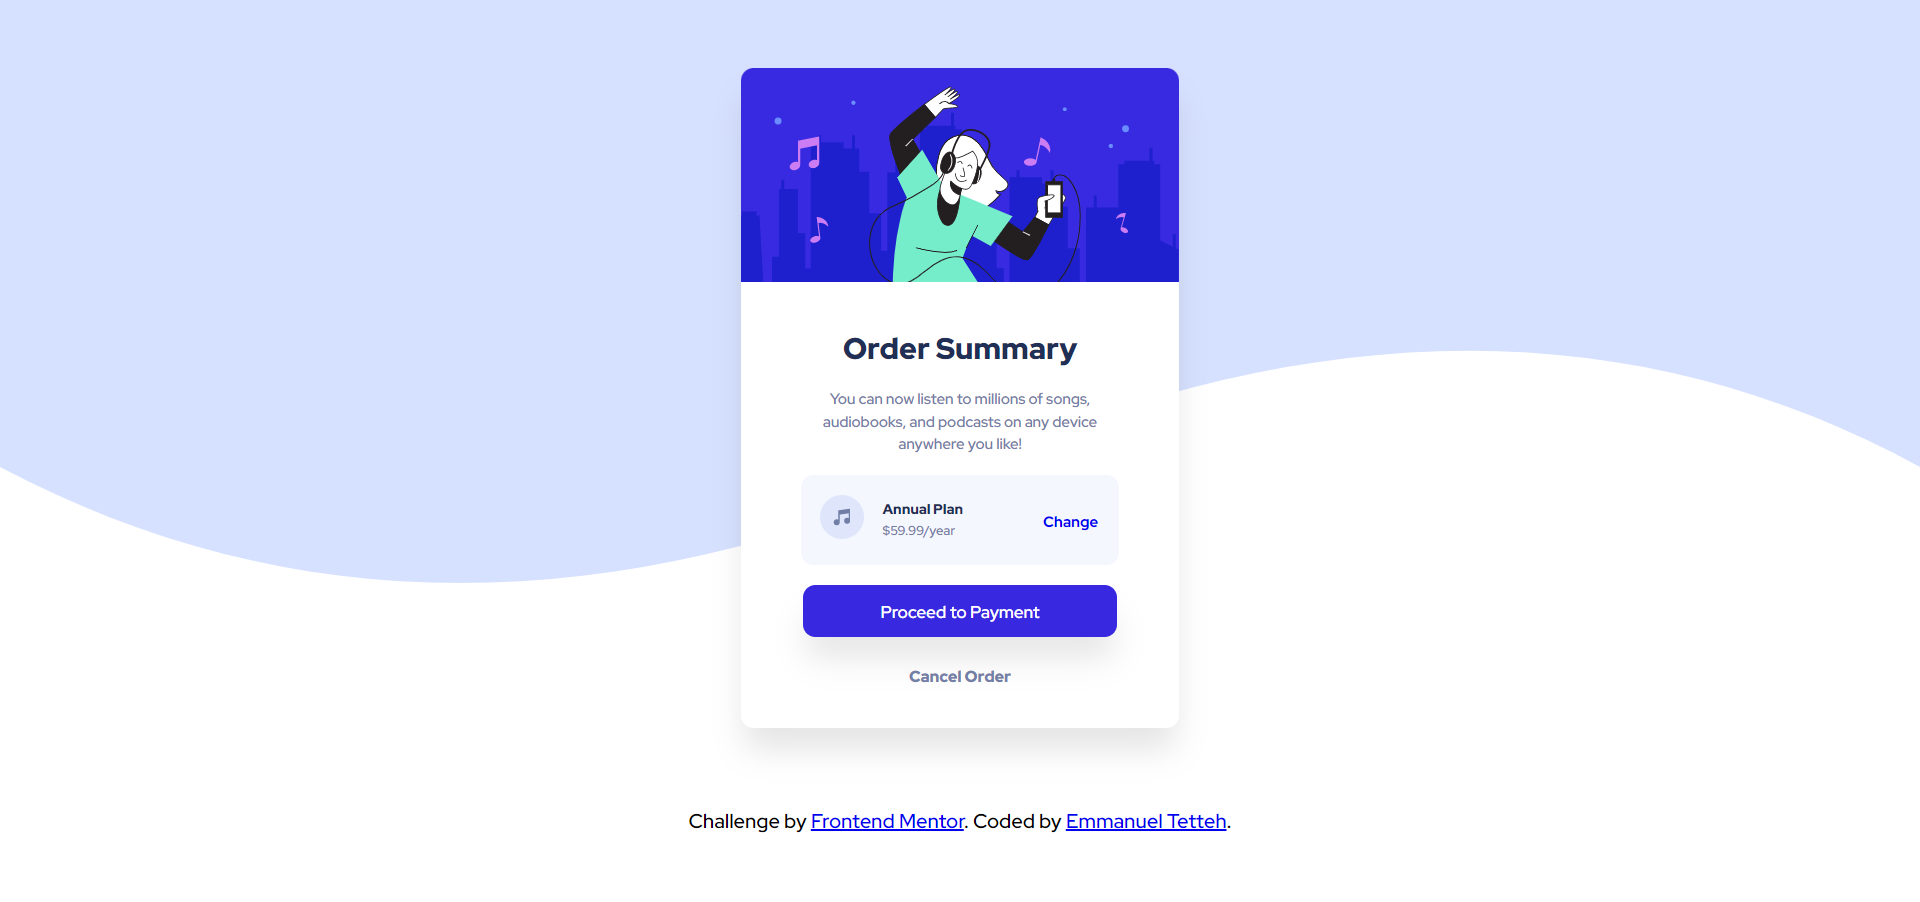 Order Summary
You can now listen to millions of songs,
audiobooks, and podcasts on any device
anywhere you like!
Annual Plan
$59.99/year
Change
Proceed to Payment
Cancel Order
Challenge by Frontend Mentor. Coded by Emmanuel Tetteh.